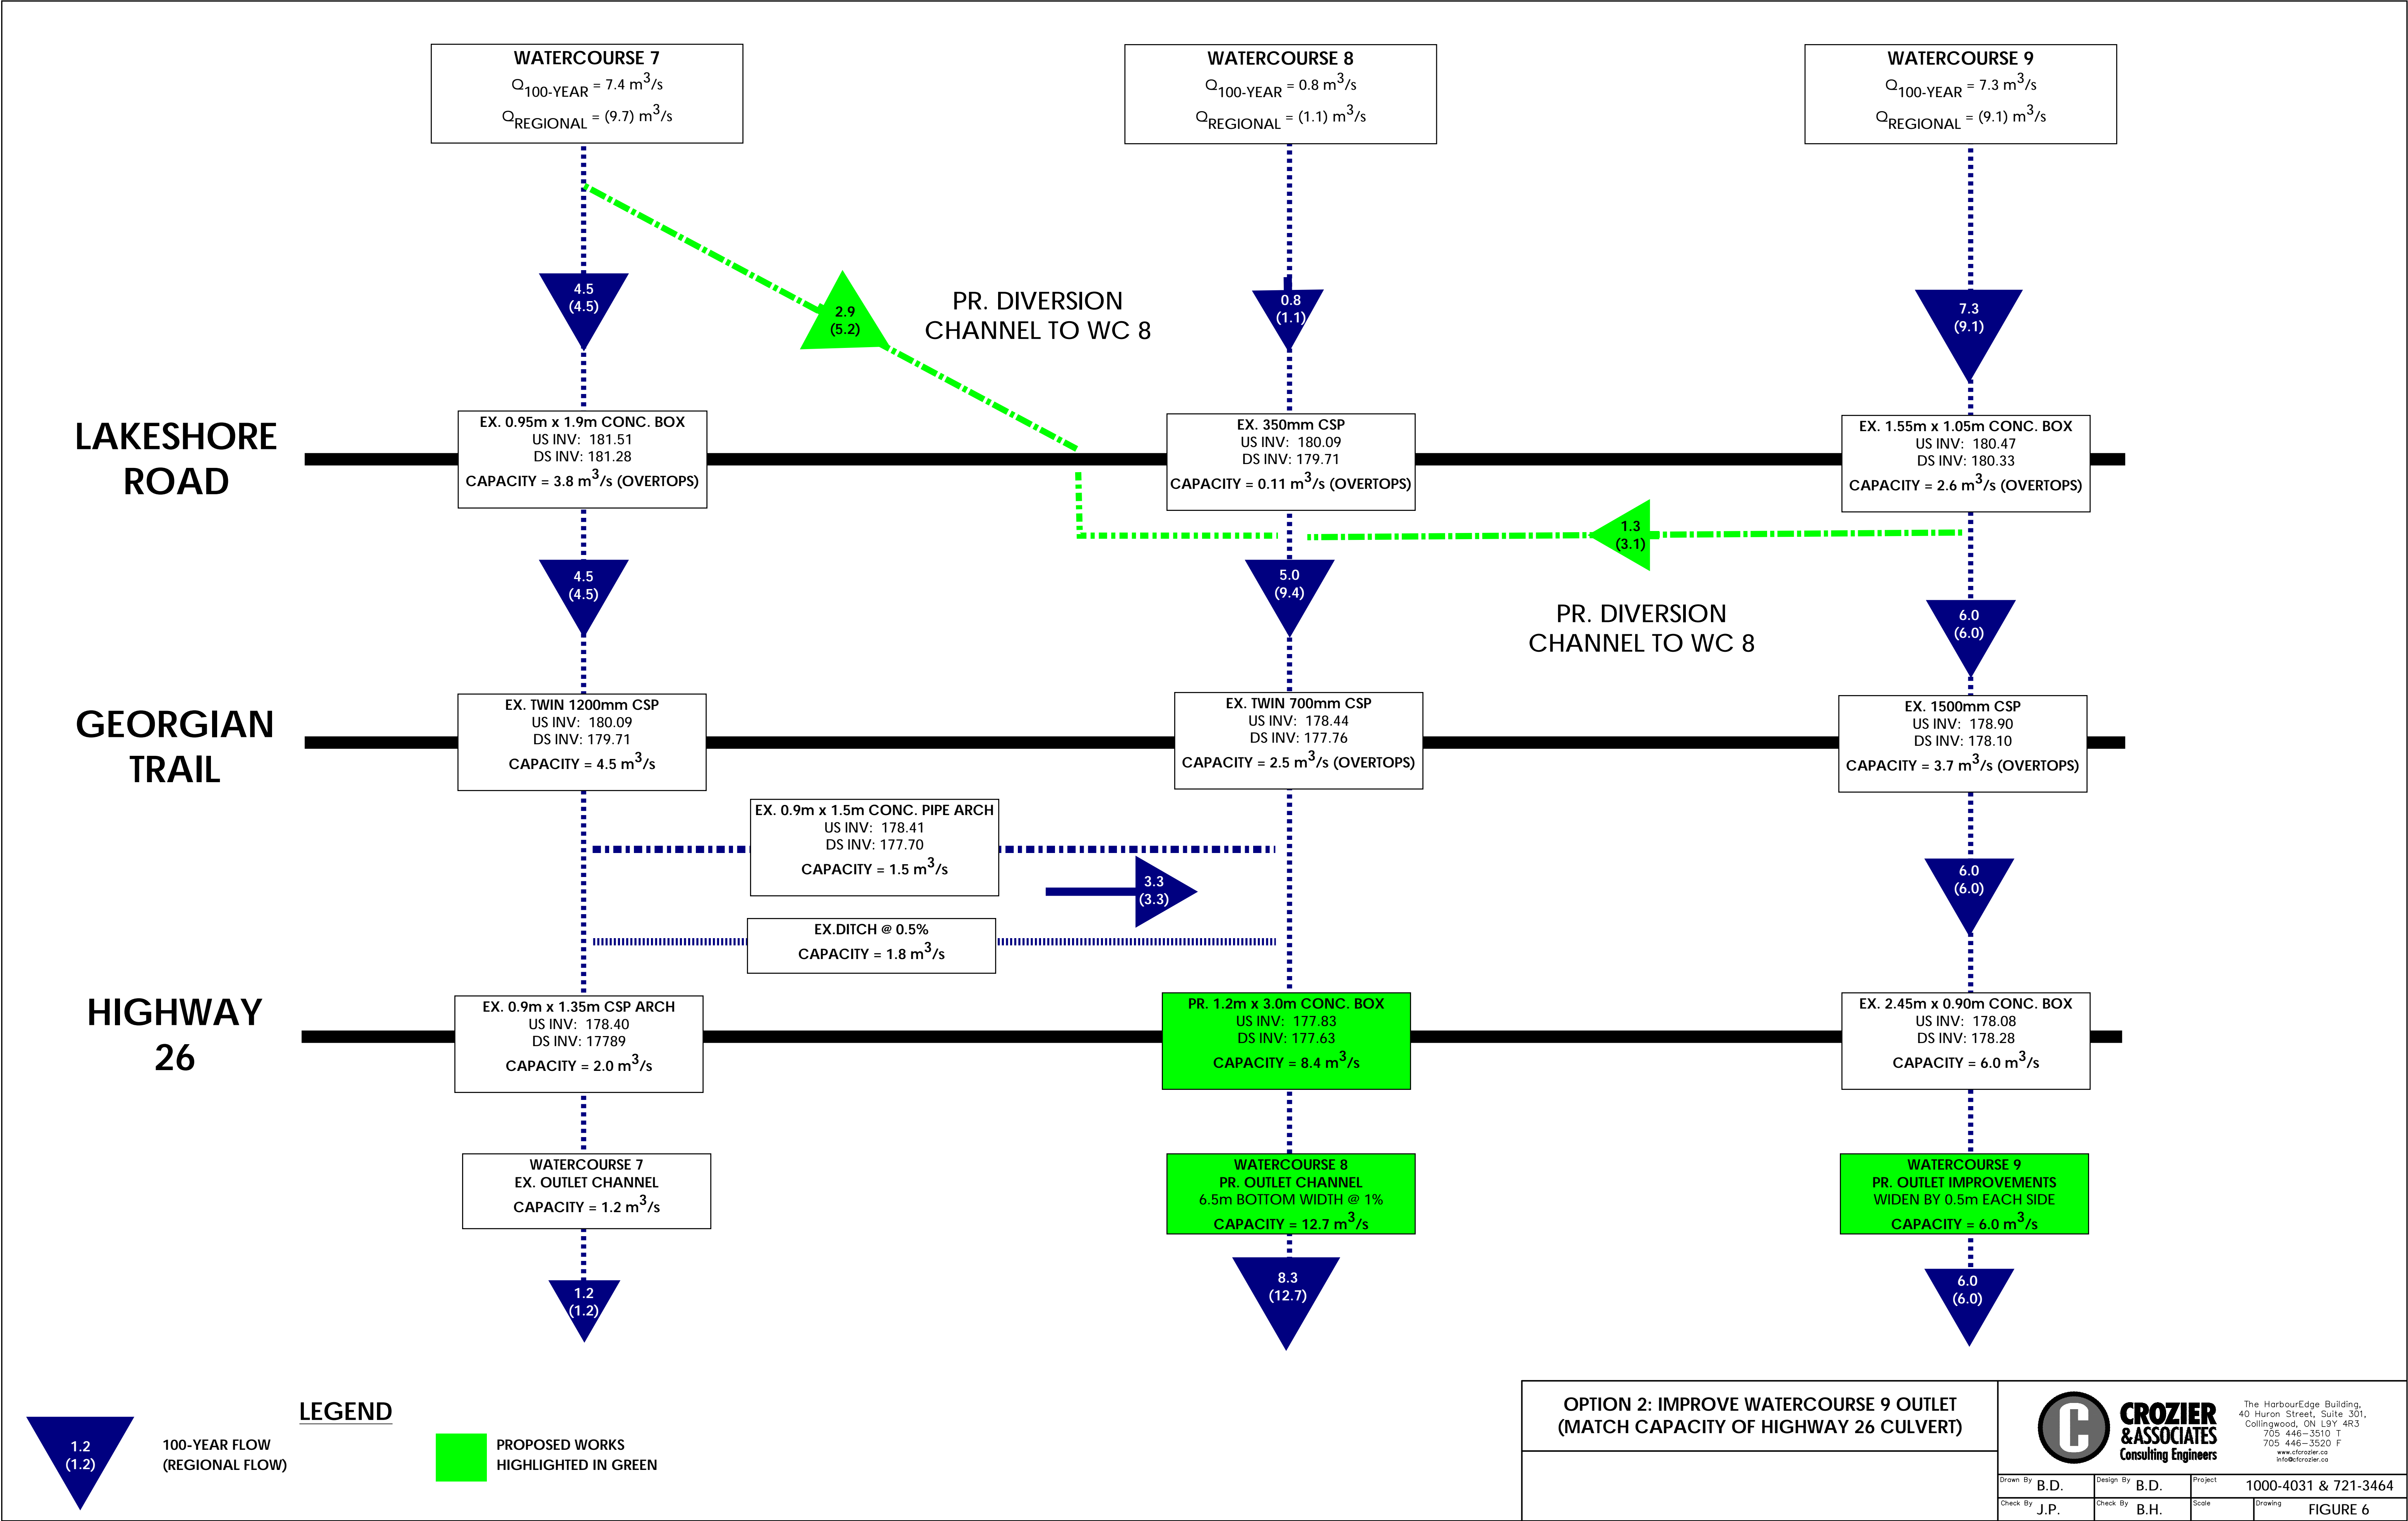 WATERCOURSE 7
Q100-YEAR = 7.4 m3/s
QREGIONAL = (9.7) m3/s
WATERCOURSE 8
Q100-YEAR = 0.8 m3/s
QREGIONAL = (1.1) m3/s
WATERCOURSE 9
Q100-YEAR = 7.3 m3/s
QREGIONAL = (9.1) m3/s
4.5
(4.5)
2.9
(5.2)
PR. DIVERSION
CHANNEL TO WC 8
0.8
(1.1)
7.3
(9.1)
LAKESHORE
ROAD
EX. 0.95m x 1.9m CONC. BOX
US INV: 181.51
DS INV: 181.28
CAPACITY = 3.8 m3/s (OVERTOPS)
EX. 350mm CSP
US INV: 180.09
DS INV: 179.71
CAPACITY = 0.11 m3/s (OVERTOPS)
EX. 1.55m x 1.05m CONC. BOX
US INV: 180.47
DS INV: 180.33
CAPACITY = 2.6 m3/s (OVERTOPS)
1.3
(3.1)
4.5
(4.5)
5.0
(9.4)
PR. DIVERSION
CHANNEL TO WC 8
6.0
(6.0)
GEORGIAN
TRAIL
EX. TWIN 1200mm CSP
US INV: 180.09
DS INV: 179.71
CAPACITY = 4.5 m3/s
EX. TWIN 700mm CSP
US INV: 178.44
DS INV: 177.76
CAPACITY = 2.5 m3/s (OVERTOPS)
EX. 1500mm CSP
US INV: 178.90
DS INV: 178.10
CAPACITY = 3.7 m3/s (OVERTOPS)
EX. 0.9m x 1.5m CONC. PIPE ARCH
US INV: 178.41
DS INV: 177.70
CAPACITY = 1.5 m3/s
3.3
(3.3)
6.0
(6.0)
EX.DITCH @ 0.5%
CAPACITY = 1.8 m3/s
HIGHWAY
26
EX. 0.9m x 1.35m CSP ARCH
US INV: 178.40
DS INV: 17789
CAPACITY = 2.0 m3/s
PR. 1.2m x 3.0m CONC. BOX
US INV: 177.83
DS INV: 177.63
CAPACITY = 8.4 m3/s
EX. 2.45m x 0.90m CONC. BOX
US INV: 178.08
DS INV: 178.28
CAPACITY = 6.0 m3/s
WATERCOURSE 7
EX. OUTLET CHANNEL
CAPACITY = 1.2 m3/s
WATERCOURSE 8
PR. OUTLET CHANNEL
6.5m BOTTOM WIDTH @ 1%
CAPACITY = 12.7 m3/s
WATERCOURSE 9
PR. OUTLET IMPROVEMENTS
WIDEN BY 0.5m EACH SIDE
CAPACITY = 6.0 m3/s
1.2
(1.2)
8.3
(12.7)
6.0
(6.0)
LEGEND
1.2
(1.2)
100-YEAR FLOW
(REGIONAL FLOW)
PROPOSED WORKS
HIGHLIGHTED IN GREEN
OPTION 2: IMPROVE WATERCOURSE 9 OUTLET
(MATCH CAPACITY OF HIGHWAY 26 CULVERT)
C
CROZIER
&ASSOCIATES
Consulting Engineers
The HarbourEdge Building,
40 Huron Street, Suite 301,
Collingwood, ON L9Y 4R3
705 446-3510 T
705 446-3520 F
www.cfcrozier.ca
info@cfcrozier.ca
Drawn By B.D.
Design By B.D.
Project 1000-4031 & 721-3464
Check By J.P.
Check By B.H.
Scale
Drawing FIGURE 6